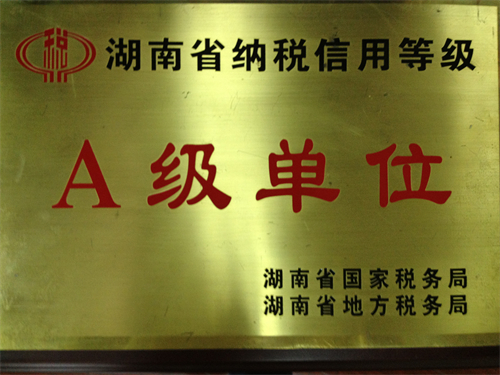 税 湖南省纳税信用等级
A级单位
湖南省国家税务局
湖南省地方税务局